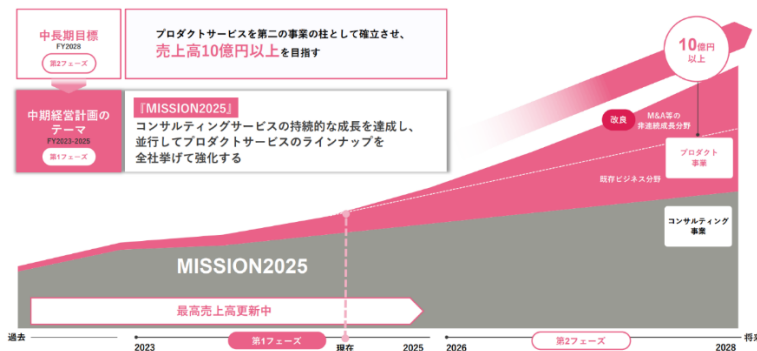 中長期目標
FY2028
第2フェーズ
プロダクトサービスを第二の事業の柱として確立させ、
売上高10億円以上を目指す
10億円
以上
中期経営計画の
テーマ
FY2023-2025
第1フェーズ
『MISSION2025』
コンサルティングサービスの持続的な成長を達成し、
並行してプロダクトサービスのラインナップを
全社挙げて強化する
改良
M&A等の
非連続成長分野
プロダクト
事業
既存ビジネス分野
コンサルティング
事業
MISSION2025
最高売上高更新中
過去
2023
第1フェーズ
現在
2025
2026
第2フェーズ
2028
将来